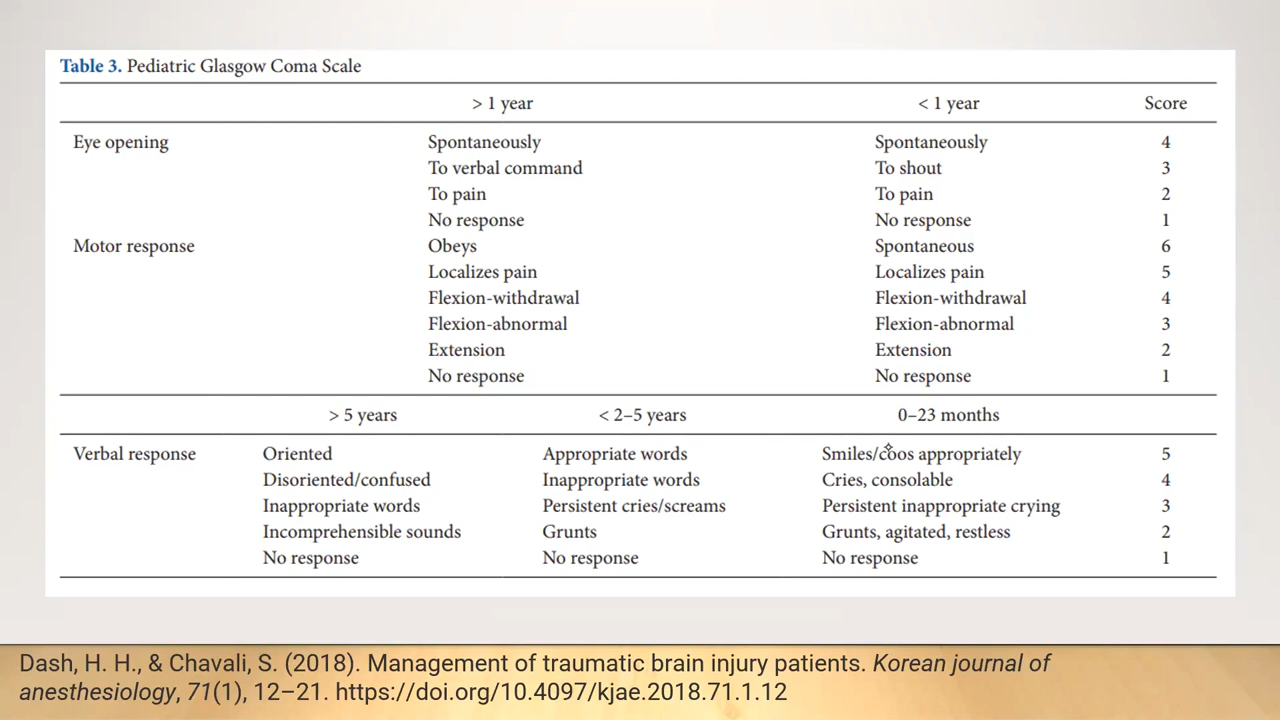 Table 3. Pediatric Glasgow Coma Scale
> 1 year < 1 year Score
Eye opening Spontaneously Spontaneously 4
To verbal command To shout 3
To pain To pain 2
No response No response 1
Motor response Obeys Spontaneous 6
Localizes pain Localizes pain 5
Flexion-withdrawal Flexion-withdrawal 4
Flexion-abnormal Flexion-abnormal 3
Extension Extension 2
No response No response 1
> 5 years < 2–5 years 0–23 months
Verbal response Oriented Appropriate words Smiles/coos appropriately 5
Disoriented/confused Inappropriate words Cries, consolable 4
Inappropriate words Persistent cries/screams Persistent inappropriate crying 3
Incomprehensible sounds Grunts Grunts, agitated, restless 2
No response No response No response 1
Dash, H. H., & Chavali, S. (2018). Management of traumatic brain injury patients. Korean journal of
anesthesiology, 71(1), 12–21. https://doi.org/10.4097/kjae.2018.71.1.12